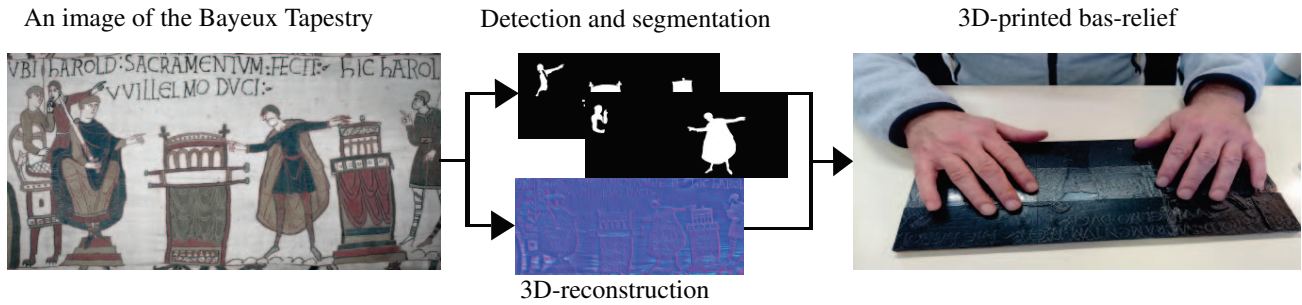 An image of the Bayeux Tapestry
Detection and segmentation
3D-printed bas-relief
VBI hAROLD:SACRAMENTVM:FECIT:- hIC hAROL
VVILLELMO DVCI:-
3D-reconstruction